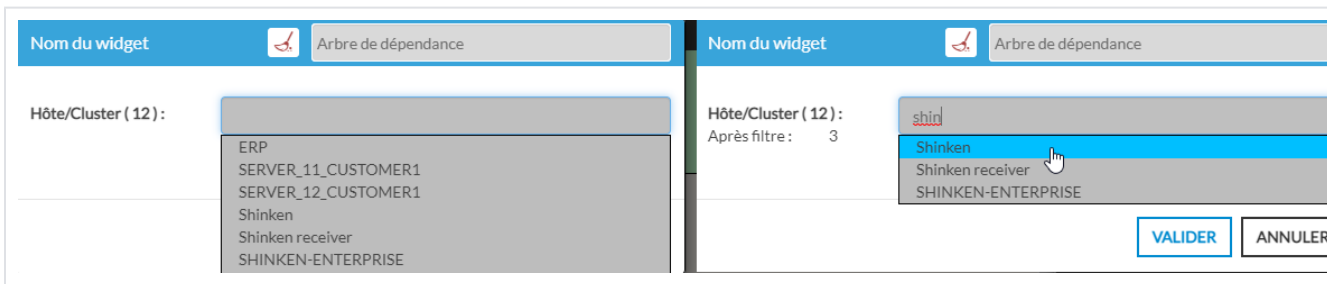 Nom du widget
Arbre de dépendance
Hôte/Cluster ( 12 ) :
ERP
SERVER_11_CUSTOMER1
SERVER_12_CUSTOMER1
Shinken
Shinken receiver
SHINKEN-ENTERPRISE
Nom du widget
Arbre de dépendance
Hôte/Cluster ( 12 ) :
shin
Après filtre : 3
Shinken
Shinken receiver
SHINKEN-ENTERPRISE
VALIDER
ANNULER